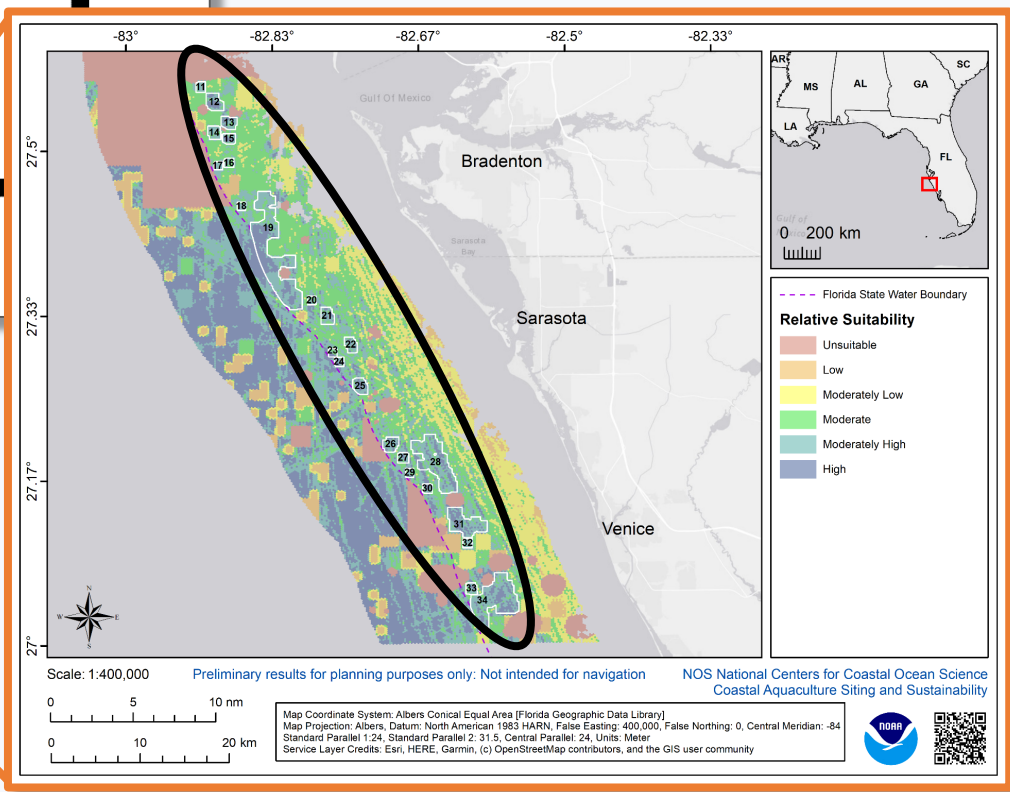 -83° -82.83° -82.67° -82.5° -82.33°
27.5°
27.33°
27.17°
27°
Gulf Of Mexico
Bradenton
Sarasota
Bay
Sarasota
Venice
11
12
13
14
15
17 16
18
19
20
21
22
23
24
25
26
27
28
29
30
31
32
33
34
N
W E
S
AR
MS
AL
GA
SC
LA
FL
Gulf of
0 200 km
Florida State Water Boundary
Relative Suitability
Unsuitable
Low
Moderately Low
Moderate
Moderately High
High
Scale: 1:400,000
Preliminary results for planning purposes only: Not intended for navigation
NOS National Centers for Coastal Ocean Science
Coastal Aquaculture Siting and Sustainability
0 5 10 nm
0 10 20 km
Map Coordinate System: Albers Conical Equal Area [Florida Geographic Data Library]
Map Projection: Albers, Datum: North American 1983 HARN, False Easting: 400,000, False Northing: 0, Central Meridian: -84
Standard Parallel 1:24, Standard Parallel 2: 31.5, Central Parallel: 24, Units: Meter
Service Layer Credits: Esri, HERE, Garmin, (c) OpenStreetMap contributors, and the GIS user community
NOAA